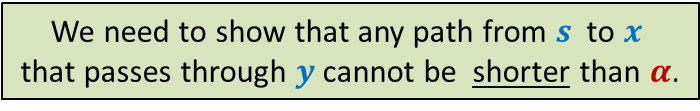 We need to show that any path from s to x
that passes through y cannot be shorter than α.